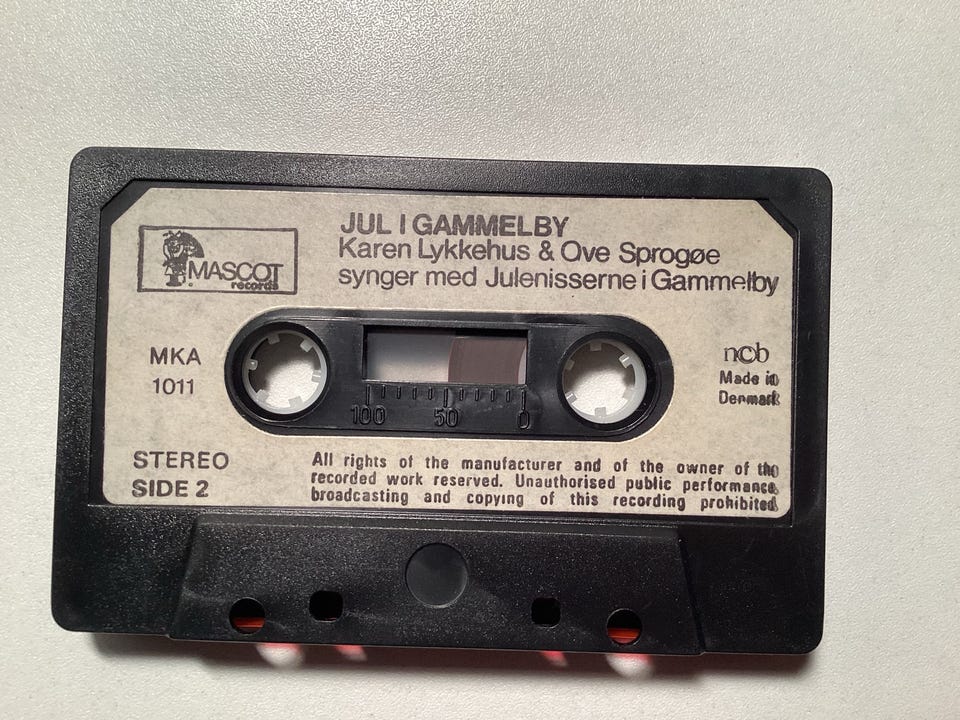 JUL I GAMMELBY
Karen Lykkehus & Ove Sprogøe
synger med Julenisserne i Gammelby
MASCOT
records
MKA
1011
ncb
Made in
Denmark
100 50 0
STEREO
SIDE 2
All rights of the manufacturer and of the owner of the
recorded work reserved. Unauthorised public performance,
broadcasting and copying of this recording prohibited.